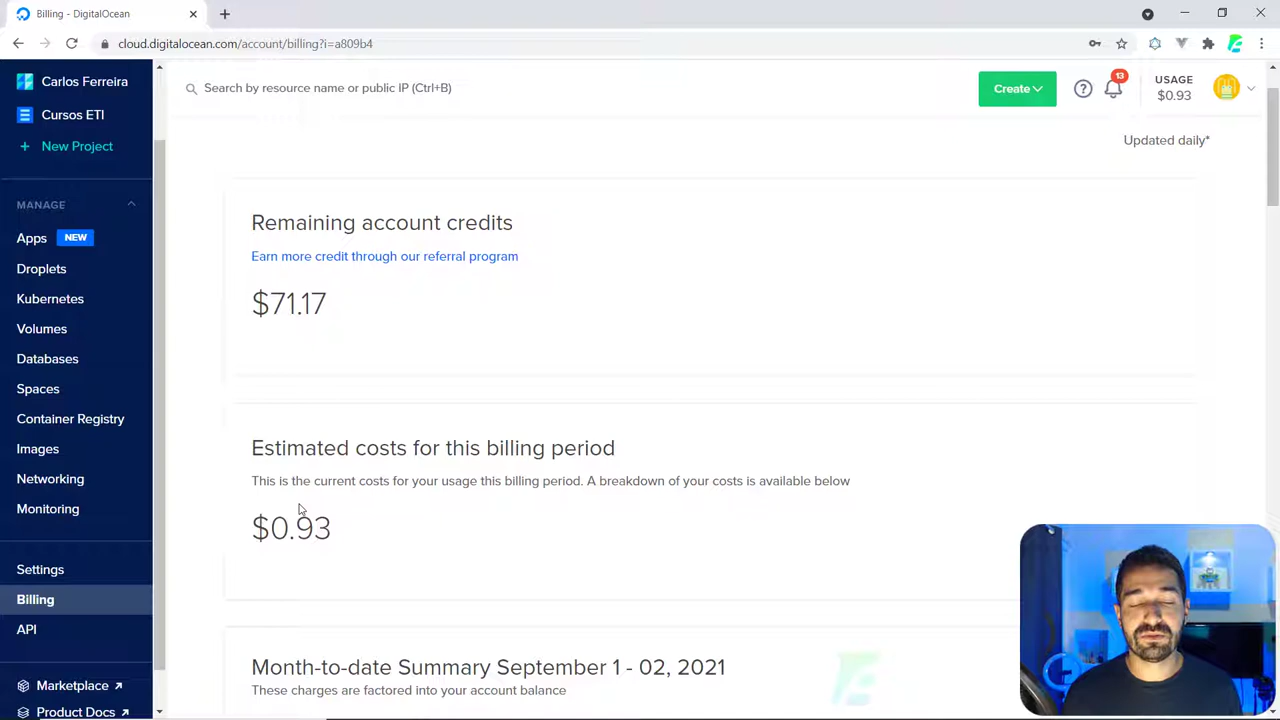 Billing - DigitalOcean
cloud.digitalocean.com/account/billing?i=a809b4
Carlos Ferreira
Cursos ETI
+ New Project
MANAGE
Apps NEW
Droplets
Kubernetes
Volumes
Databases
Spaces
Container Registry
Images
Networking
Monitoring
Settings
Billing
API
Marketplace
Product Docs
Search by resource name or public IP (Ctrl+B)
Create
13
USAGE
$0.93
Updated daily*
Remaining account credits
Earn more credit through our referral program
$71.17
Estimated costs for this billing period
This is the current costs for your usage this billing period. A breakdown of your costs is available below
$0.93
Month-to-date Summary September 1 - 02, 2021
These charges are factored into your account balance